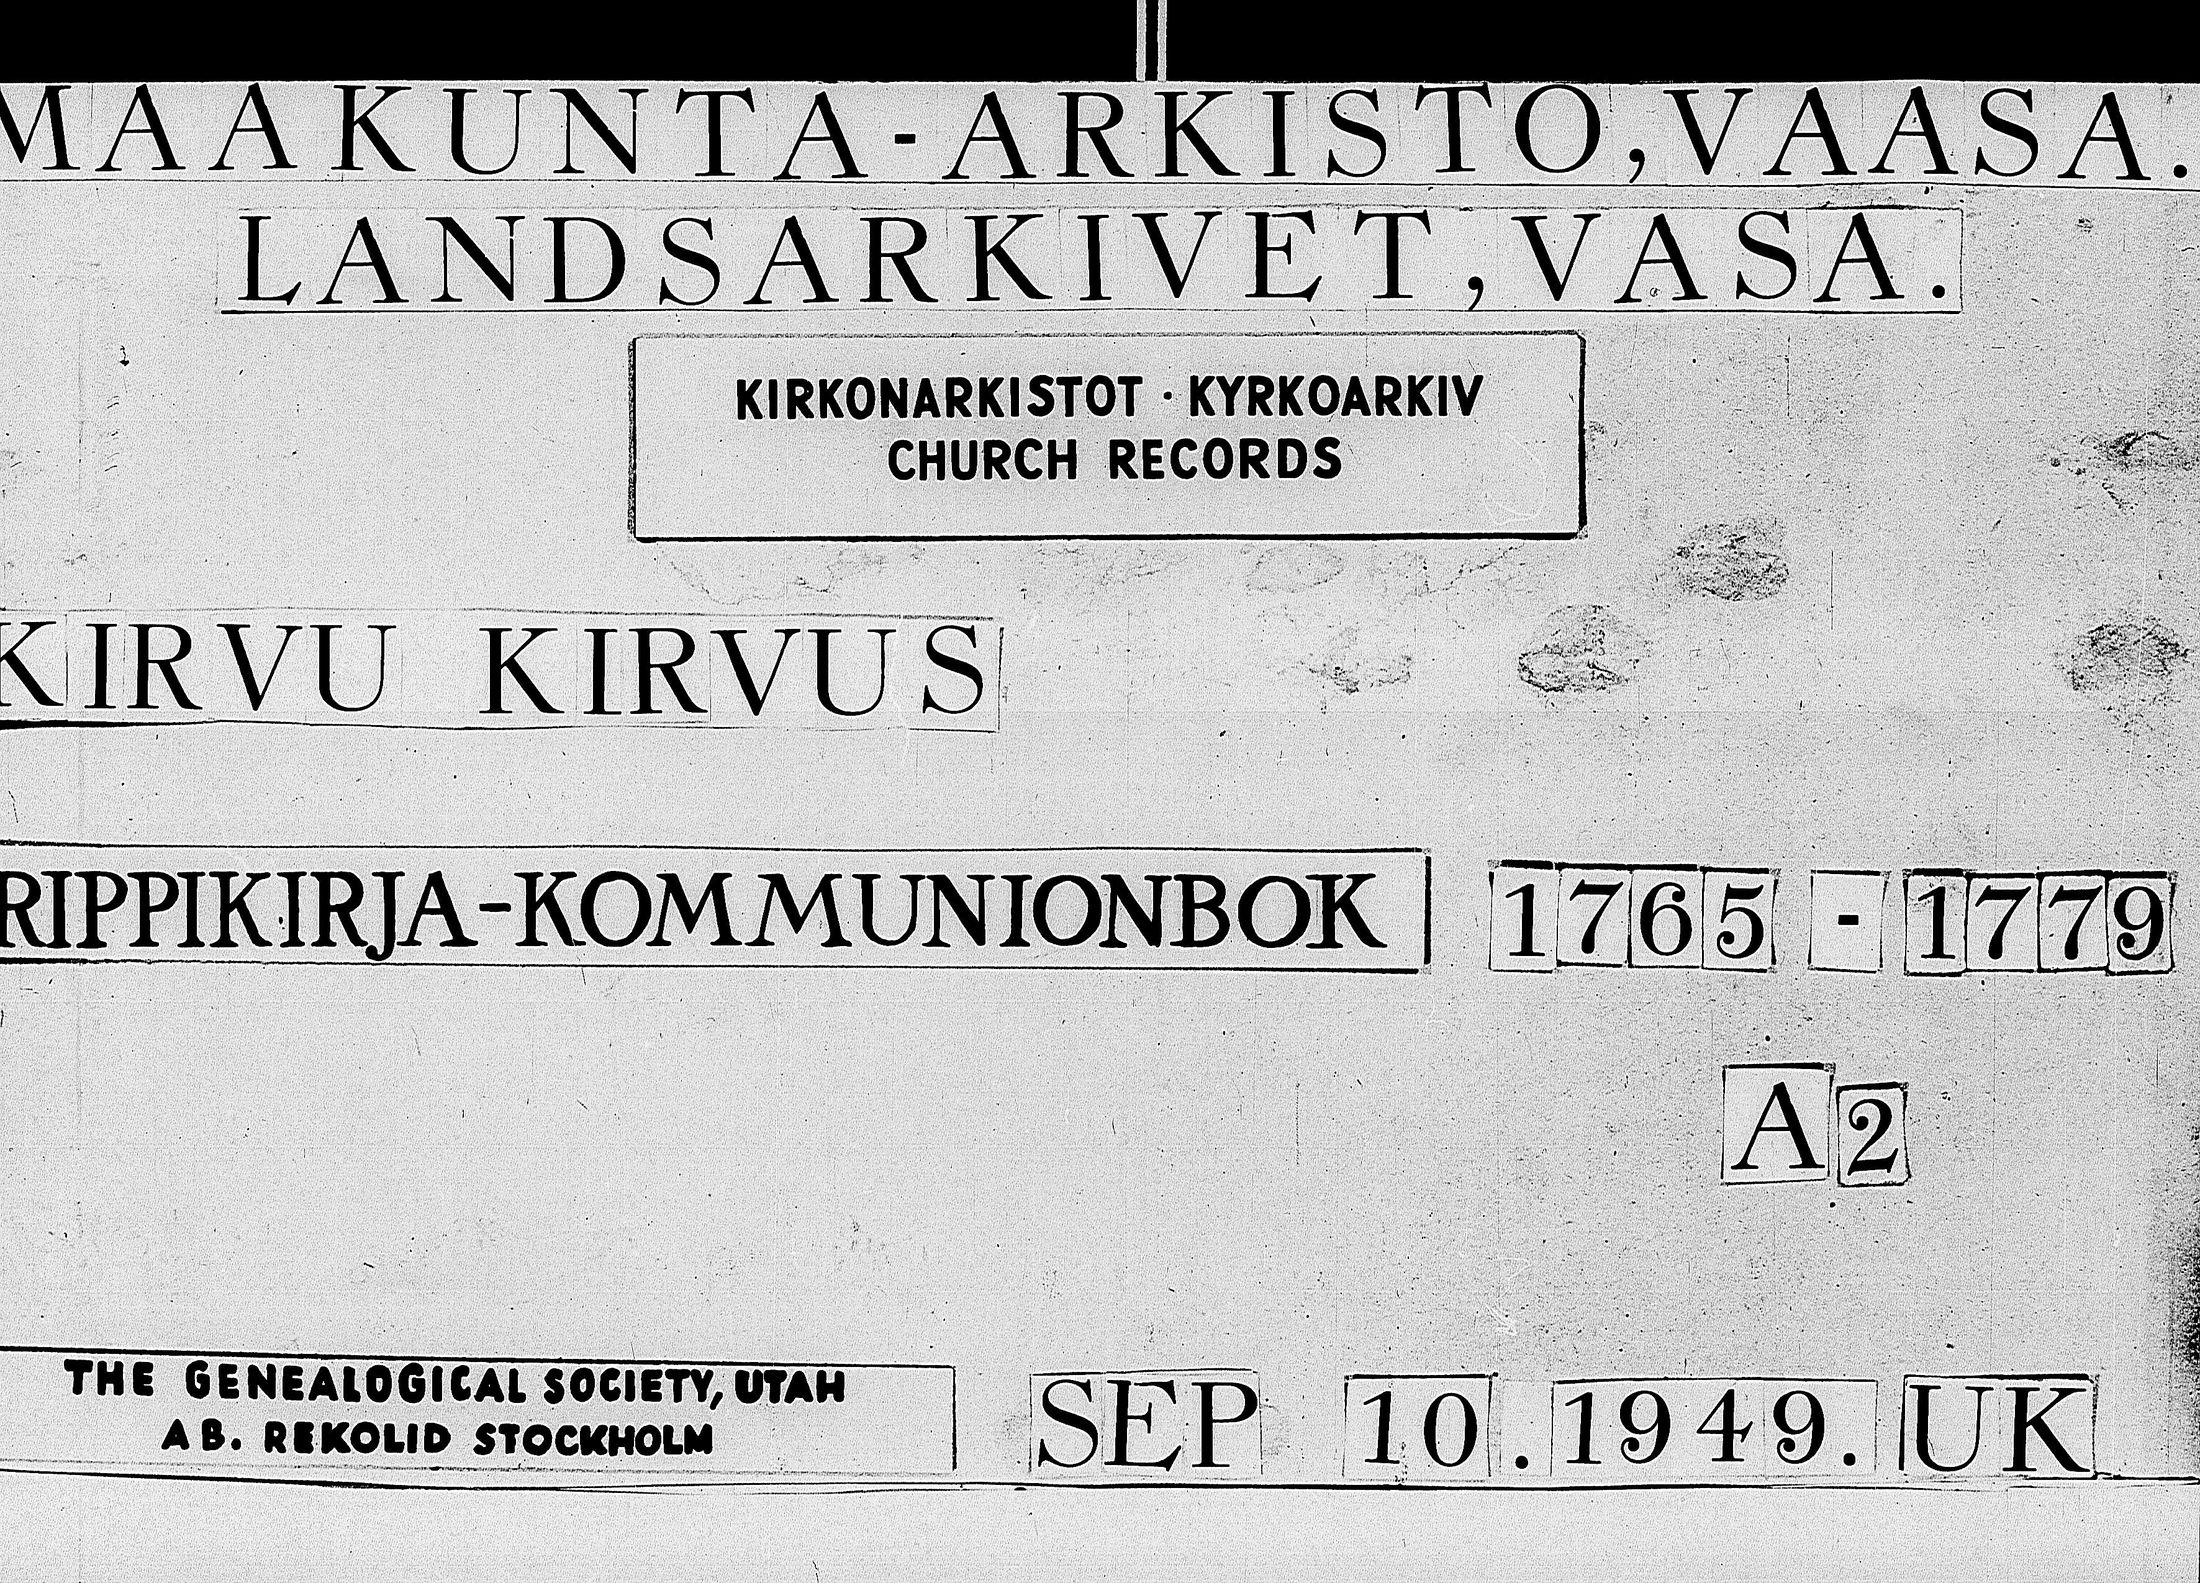 MAAKUNTA-ARKISTO,VAASA.
LANDSARKIVET,VASA.
KIRKONARKISTOT · KYRKOARKIV
CHURCH RECORDS
KIRVU KIRVUS
RIPPIKIRJA-KOMMUNIONBOK 1765 - 1779
A2
THE GENEALOGICAL SOCIETY, UTAH
AB. REKOLID STOCKHOLM
SEP 10.1949. UK